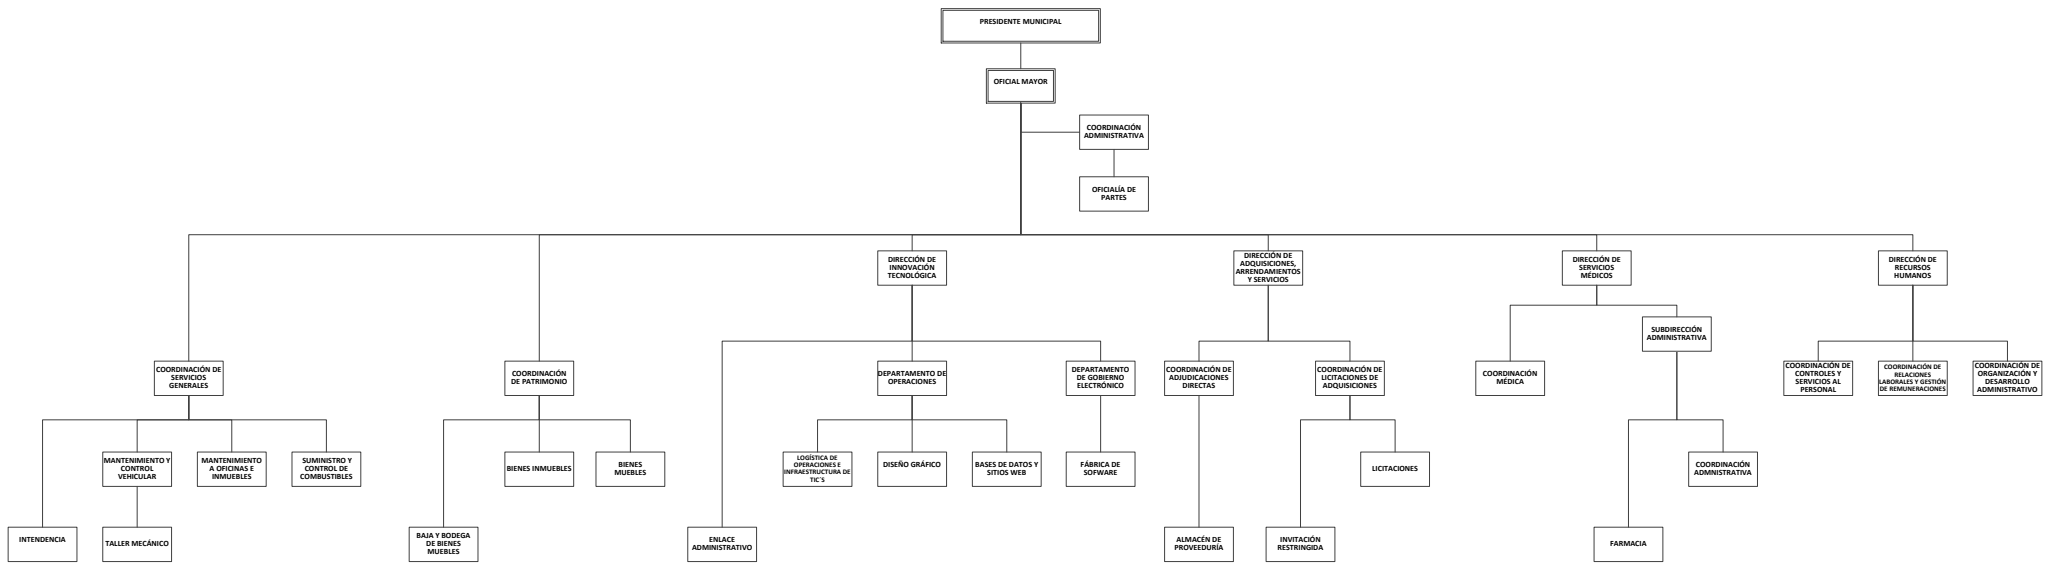 PRESIDENTE MUNICIPAL
OFICIAL MAYOR
COORDINACIÓN
ADMINISTRATIVA
OFICIALÍA DE
PARTES
DIRECCIÓN DE
INNOVACIÓN
TECNOLÓGICA
DIRECCIÓN DE
ADQUISICIONES,
ARRENDAMIENTOS
Y SERVICIOS
DIRECCIÓN DE
SERVICIOS
MÉDICOS
DIRECCIÓN DE
RECURSOS
HUMANOS
SUBDIRECCIÓN
ADMINISTRATIVA
COORDINACIÓN DE
SERVICIOS
GENERALES
COORDINACIÓN
DE PATRIMONIO
DEPARTAMENTO DE
OPERACIONES
DEPARTAMENTO
DE GOBIERNO
ELECTRÓNICO
COORDINACIÓN DE
ADJUDICACIONES
DIRECTAS
COORDINACIÓN DE
LICITACIONES DE
ADQUISICIONES
COORDINACIÓN
MÉDICA
COORDINACIÓN DE
CONTROLES Y
SERVICIOS AL
PERSONAL
COORDINACIÓN DE
RELACIONES
LABORALES Y GESTIÓN
DE REMUNERACIONES
COORDINACIÓN DE
ORGANIZACIÓN Y
DESARROLLO
ADMINISTRATIVO
MANTENIMIENTO Y
CONTROL
VEHICULAR
MANTENIMIENTO
A OFICINAS E
INMUEBLES
SUMINISTRO Y
CONTROL DE
COMBUSTIBLES
BIENES INMUEBLES
BIENES
MUEBLES
LOGÍSTICA DE
OPERACIONES E
INFRAESTRUCTURA DE
TIC´S
DISEÑO GRÁFICO
BASES DE DATOS Y
SITIOS WEB
FÁBRICA DE
SOFWARE
LICITACIONES
COORDINACIÓN
ADMINISTRATIVA
INTENDENCIA
TALLER MECÁNICO
BAJA Y BODEGA
DE BIENES
MUEBLES
ENLACE
ADMINISTRATIVO
ALMACÉN DE
PROVEEDURÍA
INVITACIÓN
RESTRINGIDA
FARMACIA